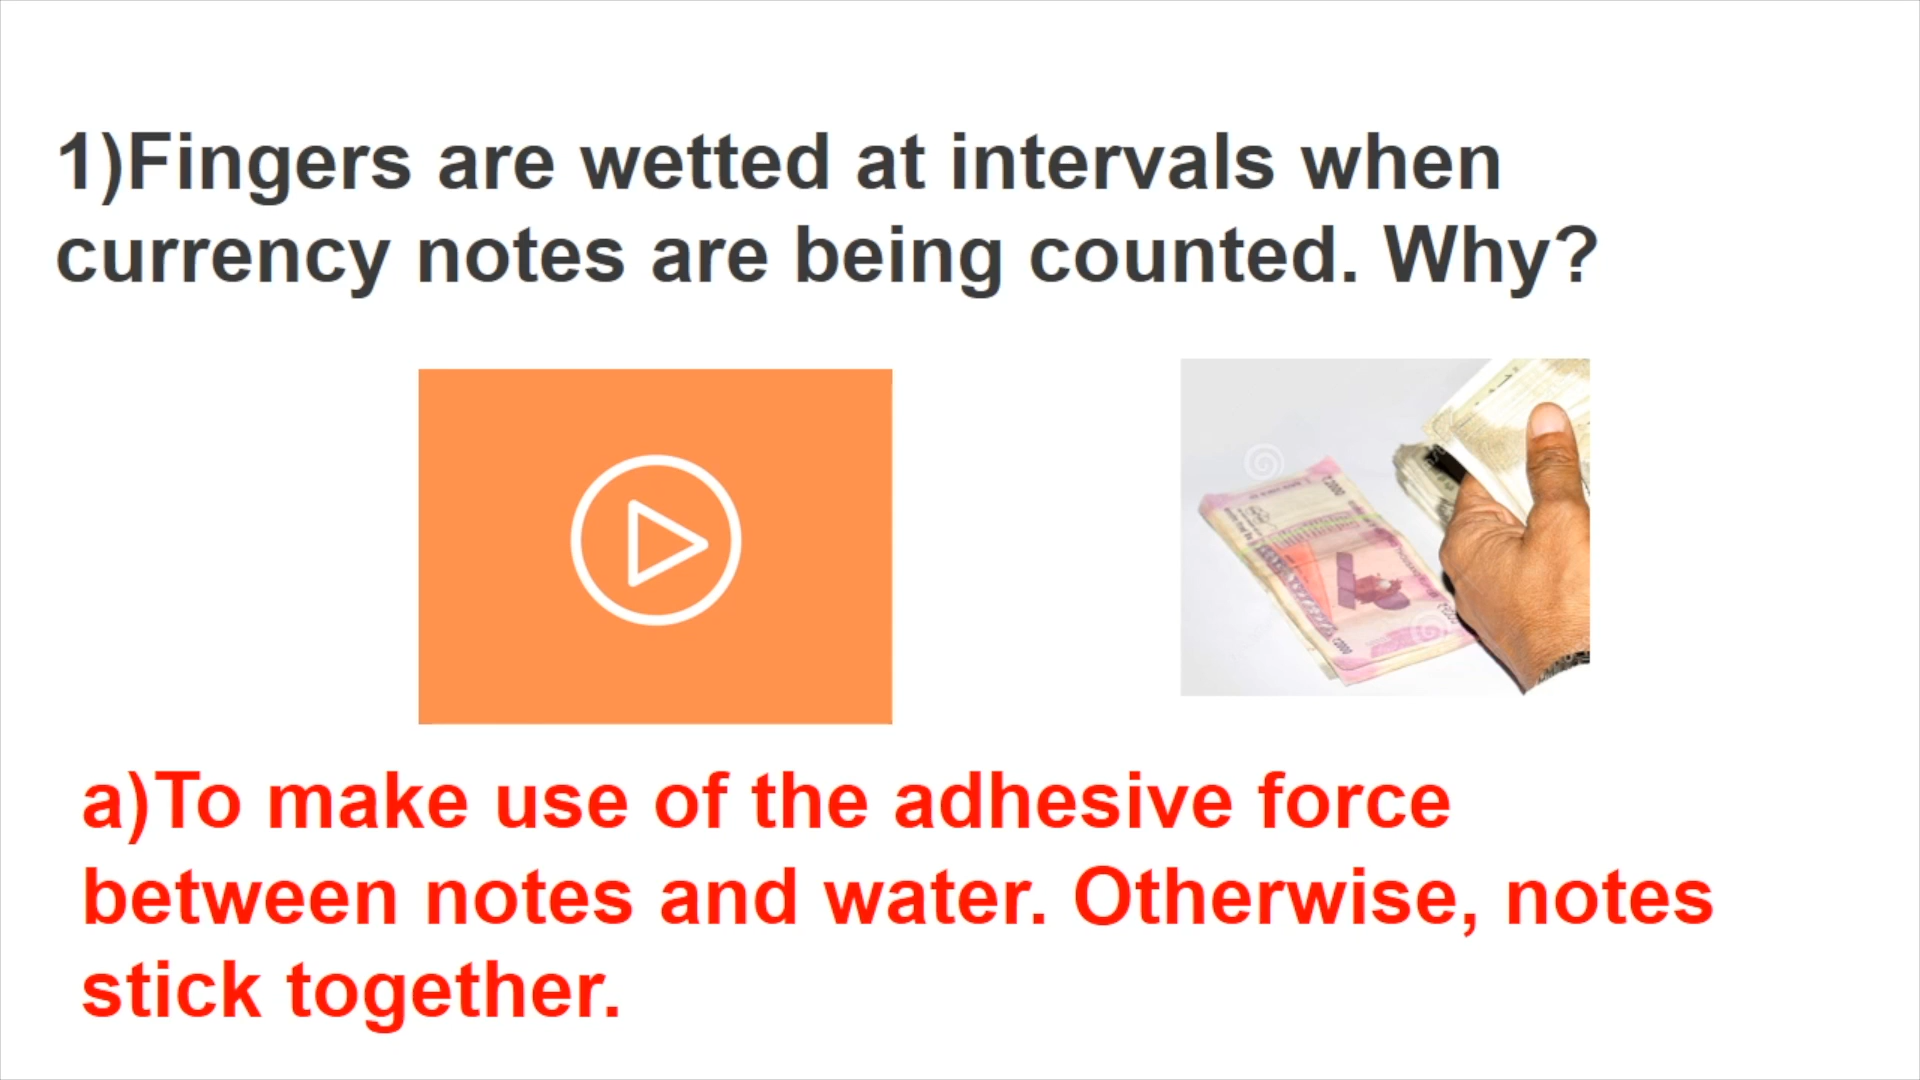 1)Fingers are wetted at intervals when
currency notes are being counted. Why?
a)To make use of the adhesive force
between notes and water. Otherwise, notes
stick together.